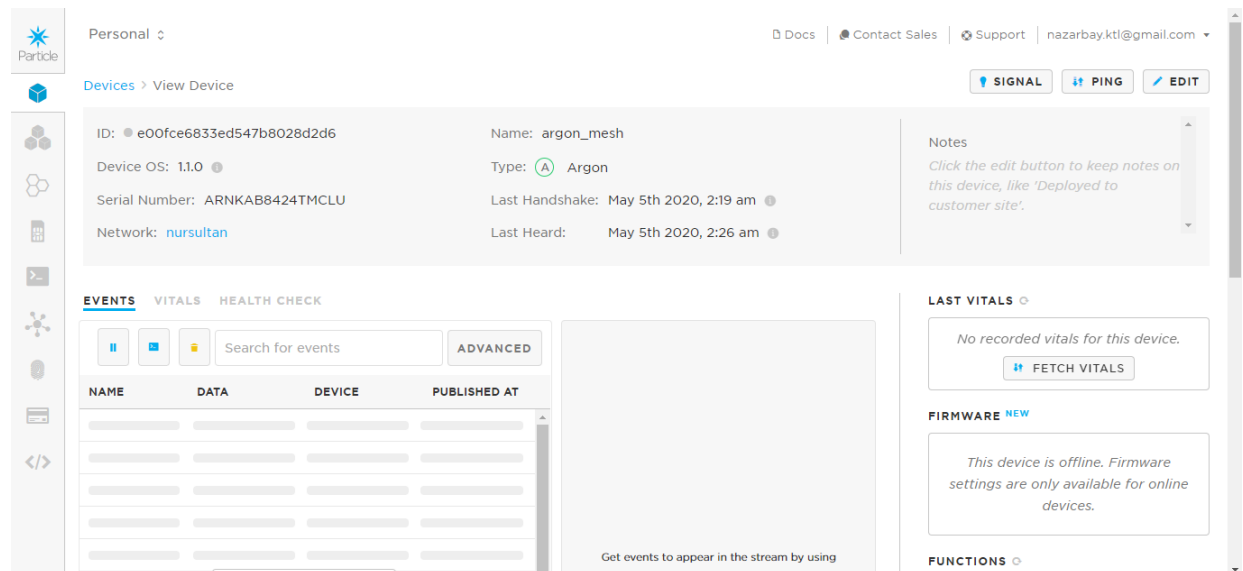 Particle
Personal
Docs
Contact Sales
Support
nazarbay.ktl@gmail.com
Devices > View Device
SIGNAL
PING
EDIT
ID: e00fce6833ed547b8028d2d6
Name: argon_mesh
Device OS: 1.1.0
Type: A Argon
Serial Number: ARNKAB8424TMCLU
Last Handshake: May 5th 2020, 2:19 am
Network: nursultan
Last Heard: May 5th 2020, 2:26 am
Notes
Click the edit button to keep notes on
this device, like 'Deployed to
customer site'.
EVENTS VITALS HEALTH CHECK
Search for events
ADVANCED
NAME DATA DEVICE PUBLISHED AT
Get events to appear in the stream by using
LAST VITALS
No recorded vitals for this device.
FETCH VITALS
FIRMWARE NEW
This device is offline. Firmware
settings are only available for online
devices.
FUNCTIONS